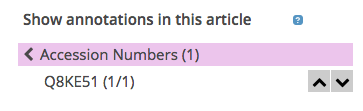 Show annotations in this article ?
Accession Numbers (1)
Q8KE51 (1/1)